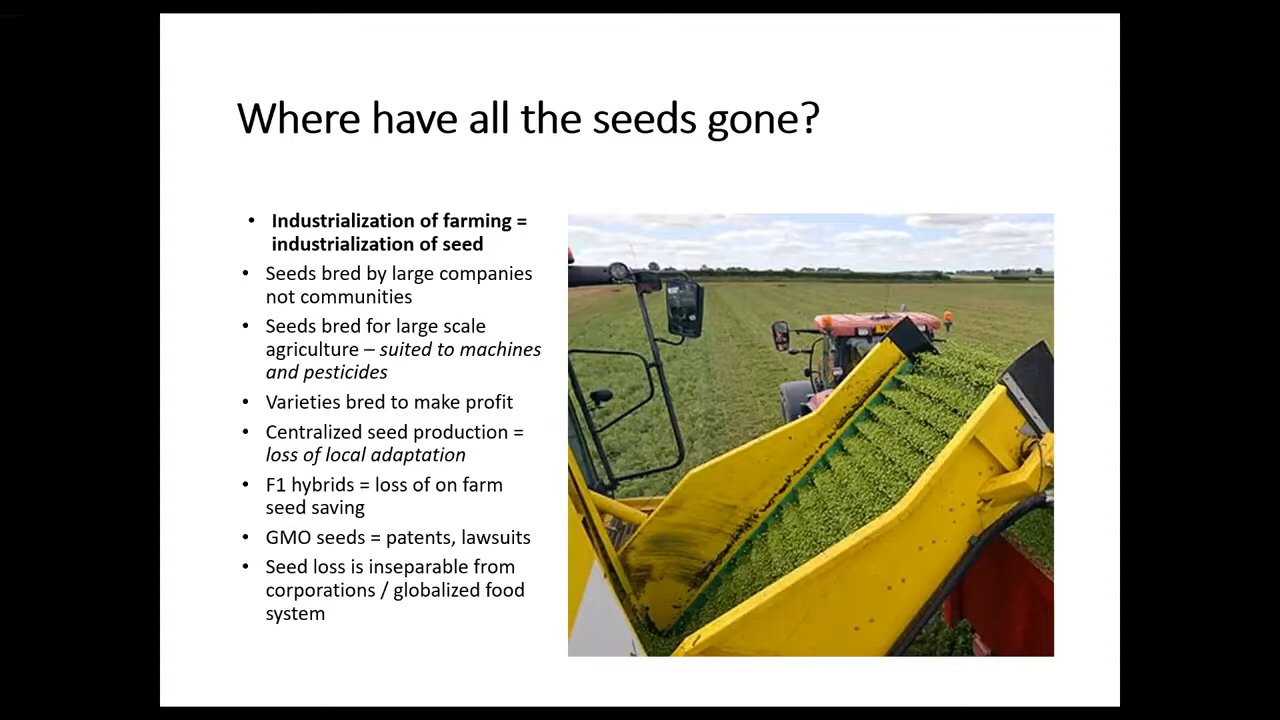 Where have all the seeds gone?
• Industrialization of farming =
industrialization of seed
• Seeds bred by large companies
not communities
• Seeds bred for large scale
agriculture – suited to machines
and pesticides
• Varieties bred to make profit
• Centralized seed production =
loss of local adaptation
• F1 hybrids = loss of on farm
seed saving
• GMO seeds = patents, lawsuits
• Seed loss is inseparable from
corporations / globalized food
system